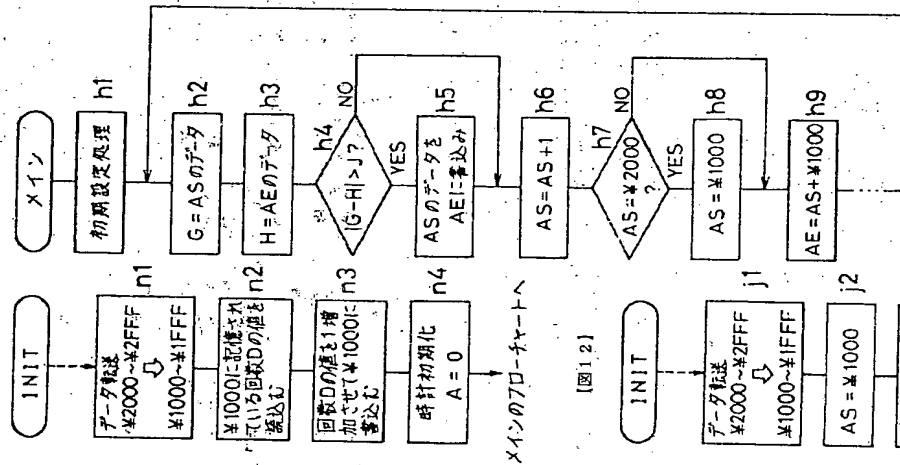 メイン
初期設定処理
h1
G=ASのデータ
h2
H=AEのデータ
h3
|G-H|>J?
h4
NO
YES
ASのデータを
AEに書込み
h5
AS=AS+1
h6
AS=¥2000
?
h7
NO
YES
AS=¥1000
h8
AE=AS+¥1000
h9
INIT
データ転送
¥2000~¥2FFF
¥1000~¥1FFF
n1
¥1000に記憶され
ている回数Dの値を
読込む
n2
回数Dの値を1増
加させて¥1000に
書込む
n3
時計初期化
A=0
n4
メインのフローチャートへ
【図12】
INIT
データ転送
¥2000~¥2FFF
¥1000~¥1FFF
j1
AS=¥1000
j2